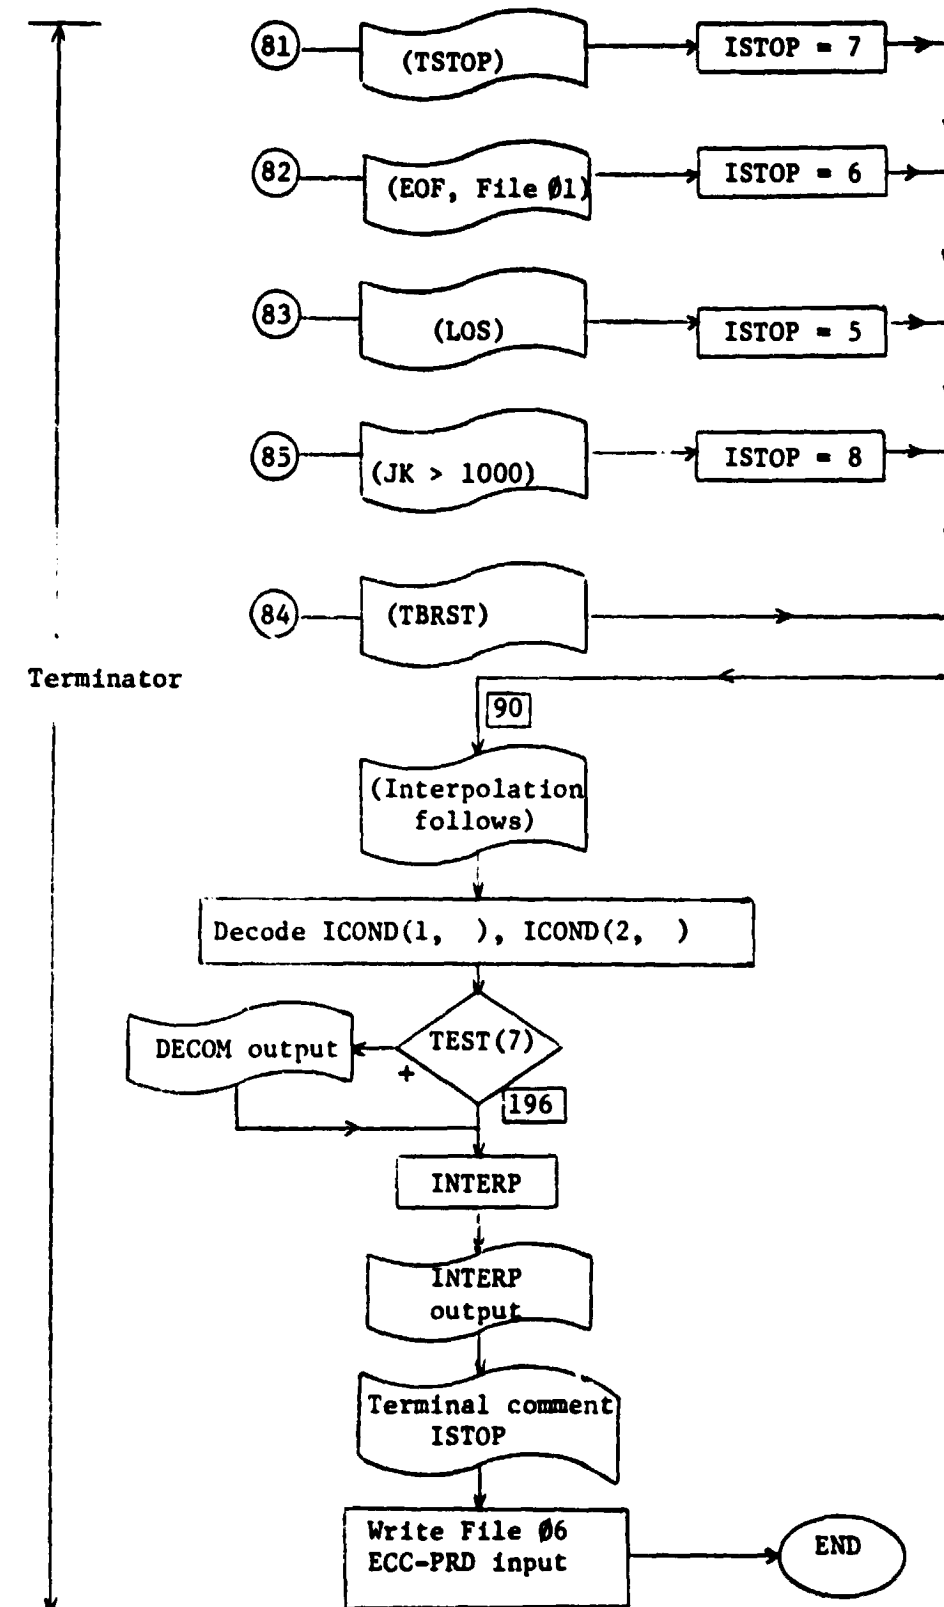 81
(TSTOP)
ISTOP = 7
82
(EOF, File Ø1)
ISTOP = 6
83
(LOS)
ISTOP = 5
85
(JK > 1000)
ISTOP = 8
84
(TBRST)
Terminator
90
(Interpolation
follows)
Decode ICOND(1,  ), ICOND(2,  )
TEST(7)
DECOM output
+
196
INTERP
INTERP
output
Terminal comment
ISTOP
Write File Ø6
ECC-PRD input
END